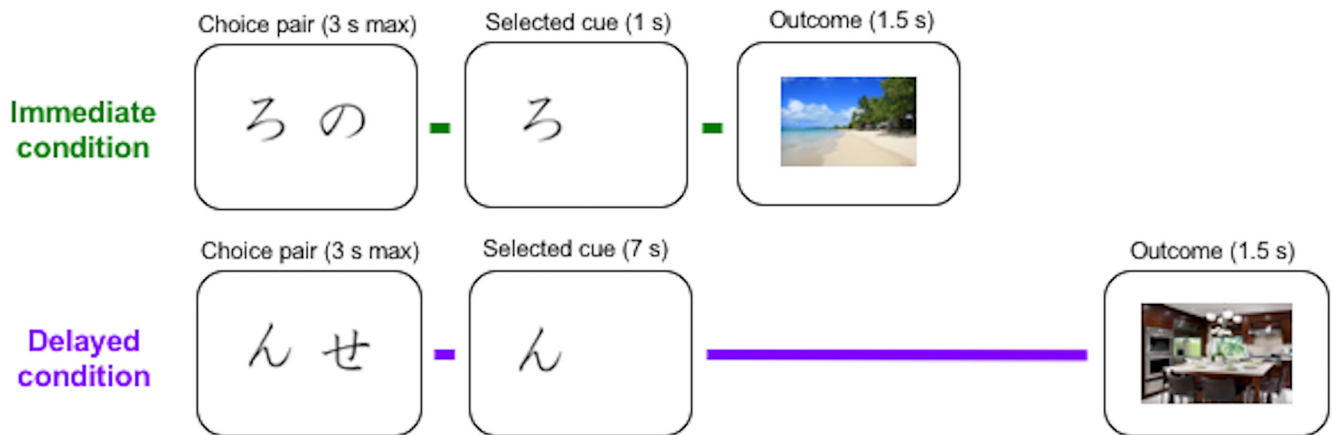 Choice pair (3 s max)
Selected cue (1 s)
Outcome (1.5 s)
Immediate
condition
ろ の
ろ
Choice pair (3 s max)
Selected cue (7 s)
Outcome (1.5 s)
Delayed
condition
ん せ
ん